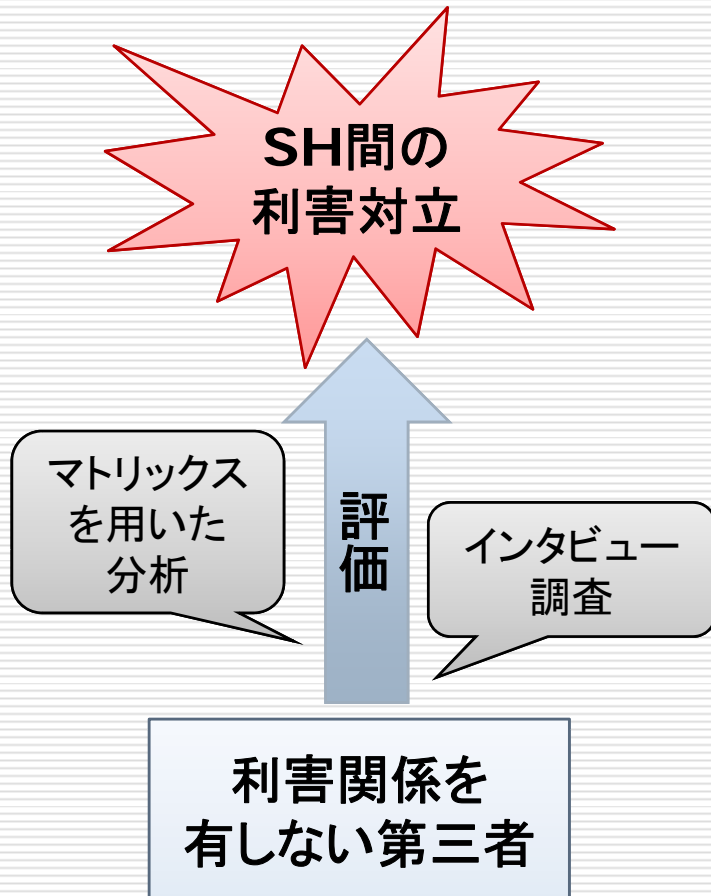 SH間の
利害対立
マトリックス
を用いた
分析
評価
インタビュー
調査
利害関係を
有しない第三者